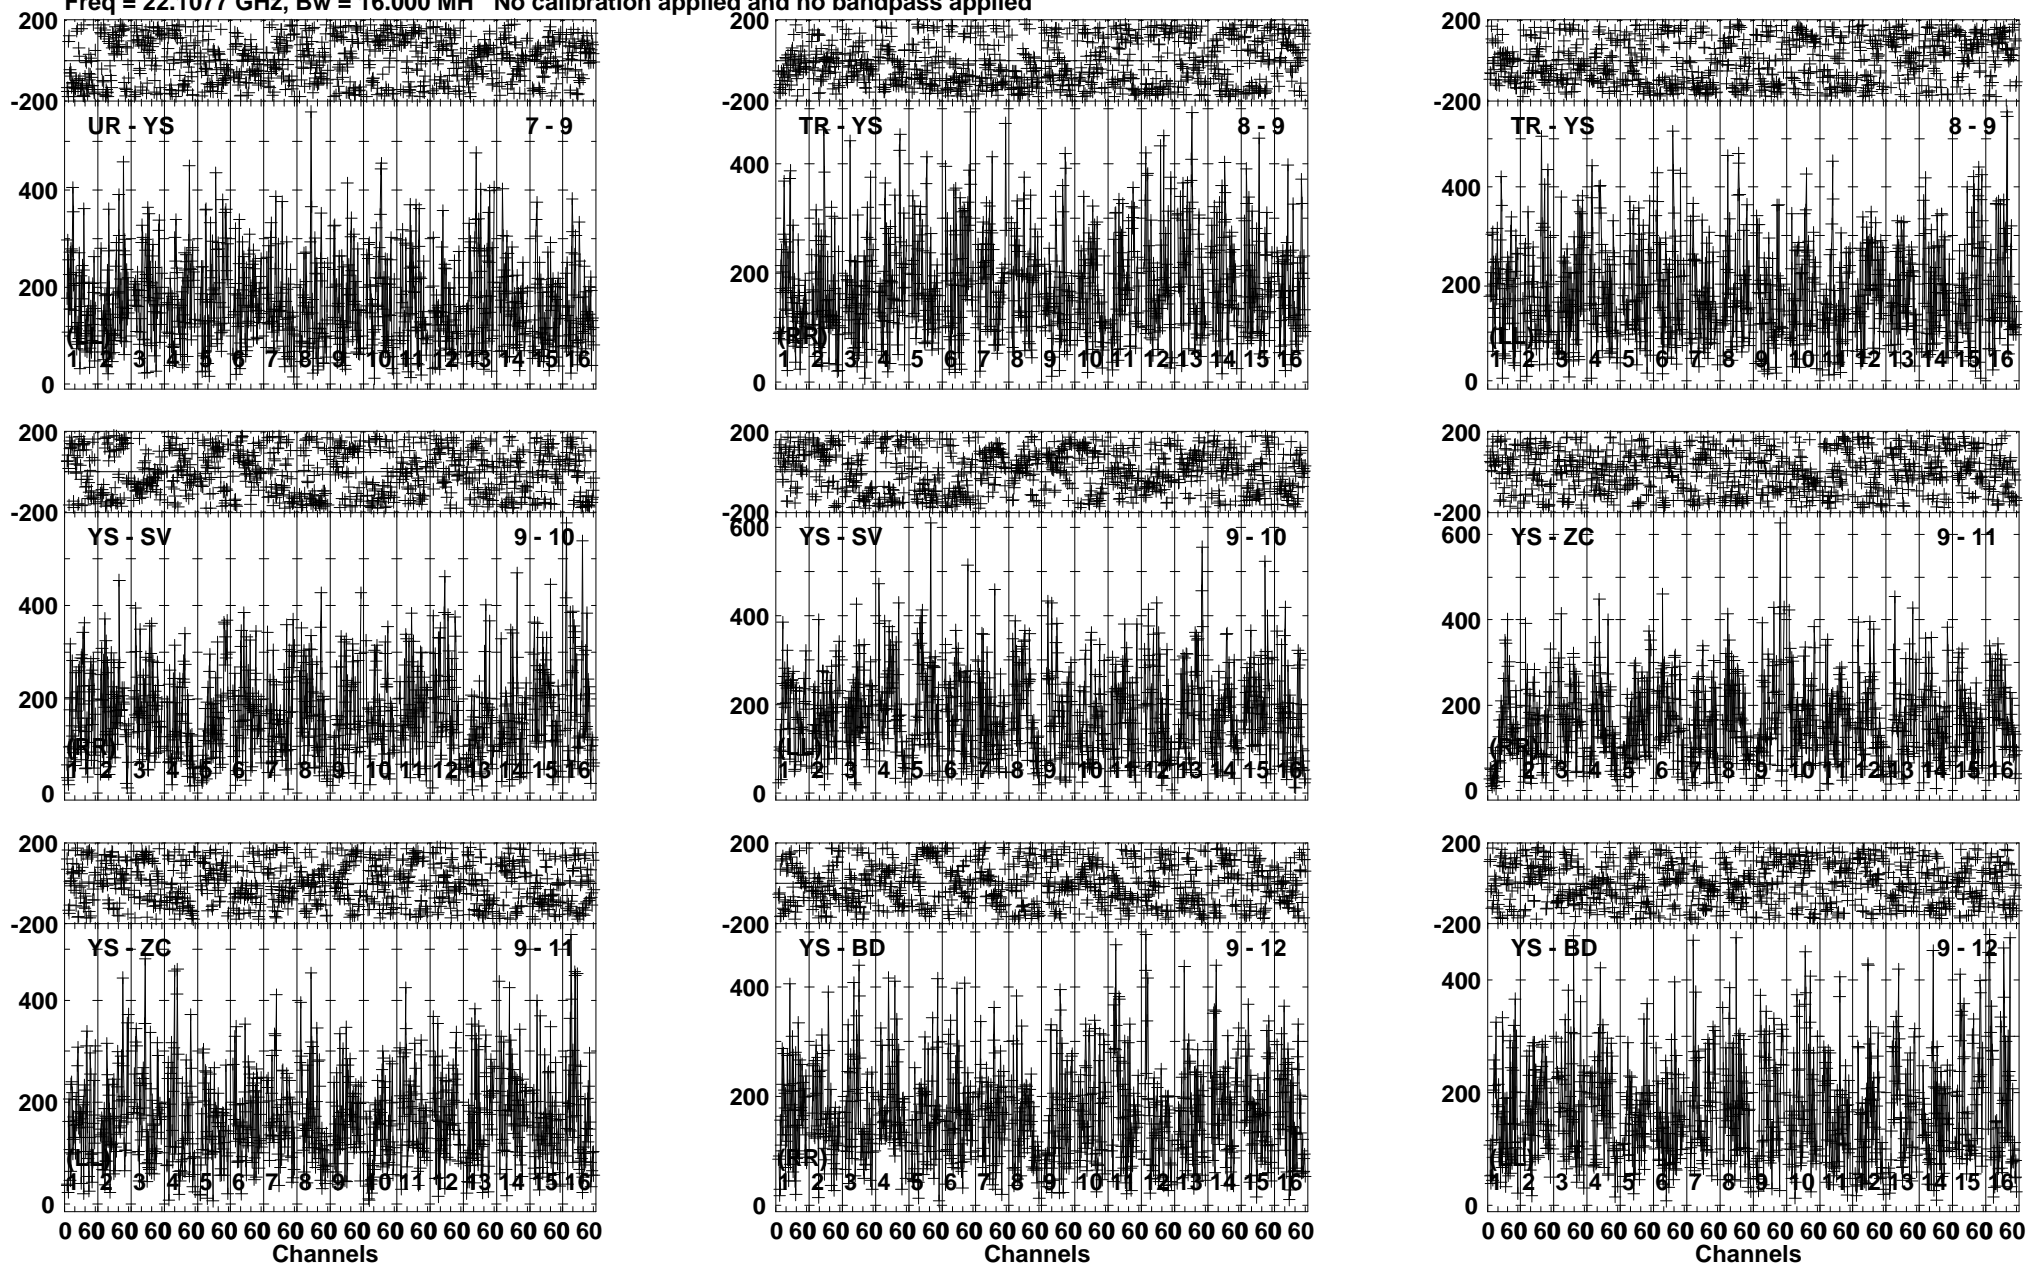 Freq = 22.1077 GHz, Bw = 16.000 MH No calibration applied and no bandpass applied
200 200 200
-200 -200 -200
UR - YS 7 - 9 TR - YS 8 - 9 TR - YS 8 - 9
400 400 400
200 200 200
(LL) (RR) (LL)
1 2 3 4 5 6 7 8 9 10 11 12 13 14 15 16 1 2 3 4 5 6 7 8 9 10 11 12 13 14 15 16 1 2 3 4 5 6 7 8 9 10 11 12 13 14 15 16
0 0 0
200 200 200
-200 -200 -200
600 600
YS - SV 9 - 10 YS - SV 9 - 10 YS - ZC 9 - 11
400 400 400
200 200 200
(RR) (LL) (RR)
1 2 3 4 5 6 7 8 9 10 11 12 13 14 15 16 1 2 3 4 5 6 7 8 9 10 11 12 13 14 15 16 1 2 3 4 5 6 7 8 9 10 11 12 13 14 15 16
0 0 0
200 200 200
-200 -200 -200
YS - ZC 9 - 11 YS - BD 9 - 12 YS - BD 9 - 12
400 400 400
200 200 200
(LL) (RR) (LL)
1 2 3 4 5 6 7 8 9 10 11 12 13 14 15 16 1 2 3 4 5 6 7 8 9 10 11 12 13 14 15 16 1 2 3 4 5 6 7 8 9 10 11 12 13 14 15 16
0 0 0
0 60 60 60 60 60 60 60 60 60 60 60 60 60 60 60 60 0 60 60 60 60 60 60 60 60 60 60 60 60 60 60 60 60 0 60 60 60 60 60 60 60 60 60 60 60 60 60 60 60 60
Channels Channels Channels